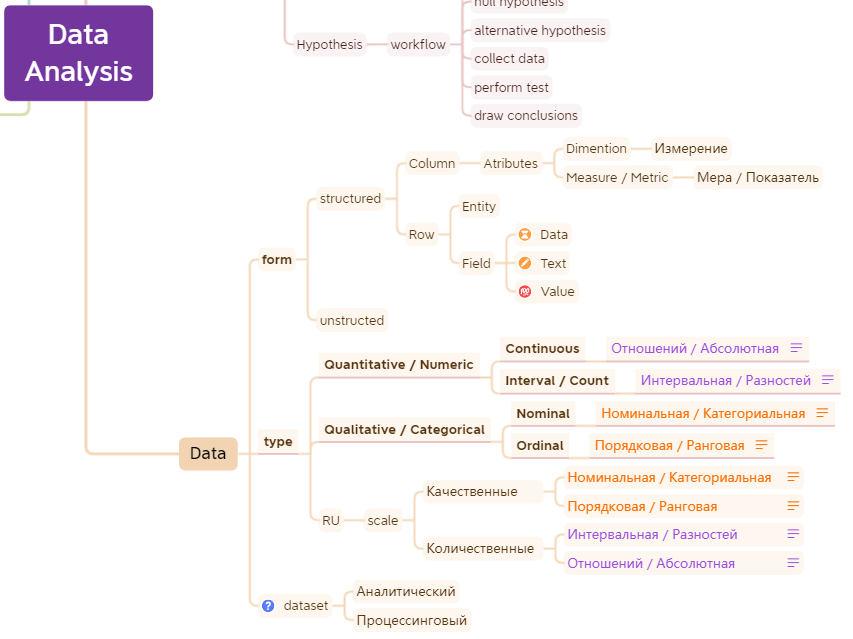 null hypothesis
Data
Analysis
alternative hypothesis
Hypothesis
workflow
collect data
perform test
draw conclusions
Dimention
Измерение
Column
Atributes
Measure / Metric
Мера / Показатель
structured
Entity
Row
Data
form
Field
Text
Value
unstructed
Continuous
Отношений / Абсолютная
Quantitative / Numeric
Interval / Count
Интервальная / Разностей
Nominal
Номинальная / Категориальная
Qualitative / Categorical
type
Ordinal
Порядковая / Ранговая
Data
Номинальная / Категориальная
Качественные
Порядковая / Ранговая
RU
scale
Интервальная / Разностей
Количественные
Отношений / Абсолютная
Аналитический
dataset
Процессинговый